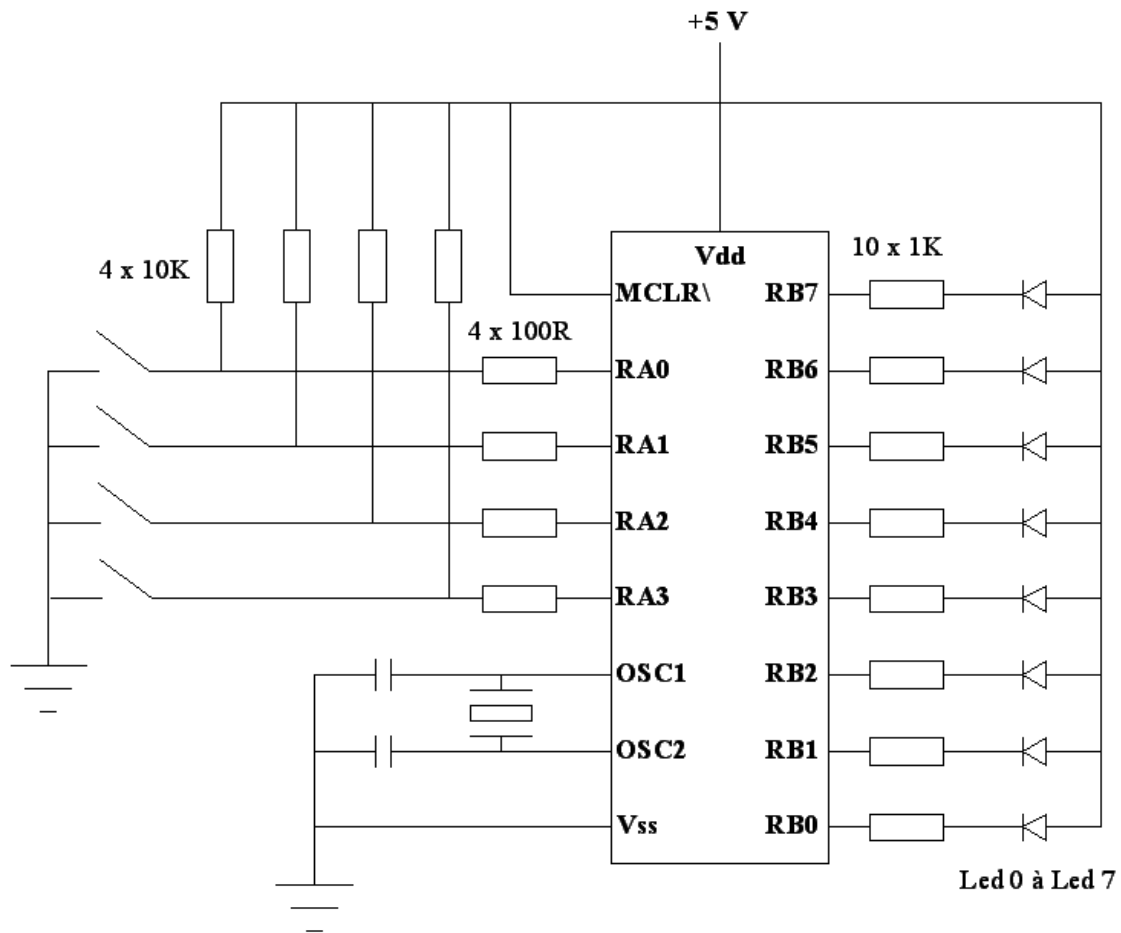 +5 V
Vdd
10 x 1K
4 x 10K
MCLR\
RB7
4 x 100R
RA0
RB6
RA1
RB5
RA2
RB4
RA3
RB3
OSC1
RB2
OSC2
RB1
Vss
RB0
Led 0 à Led 7